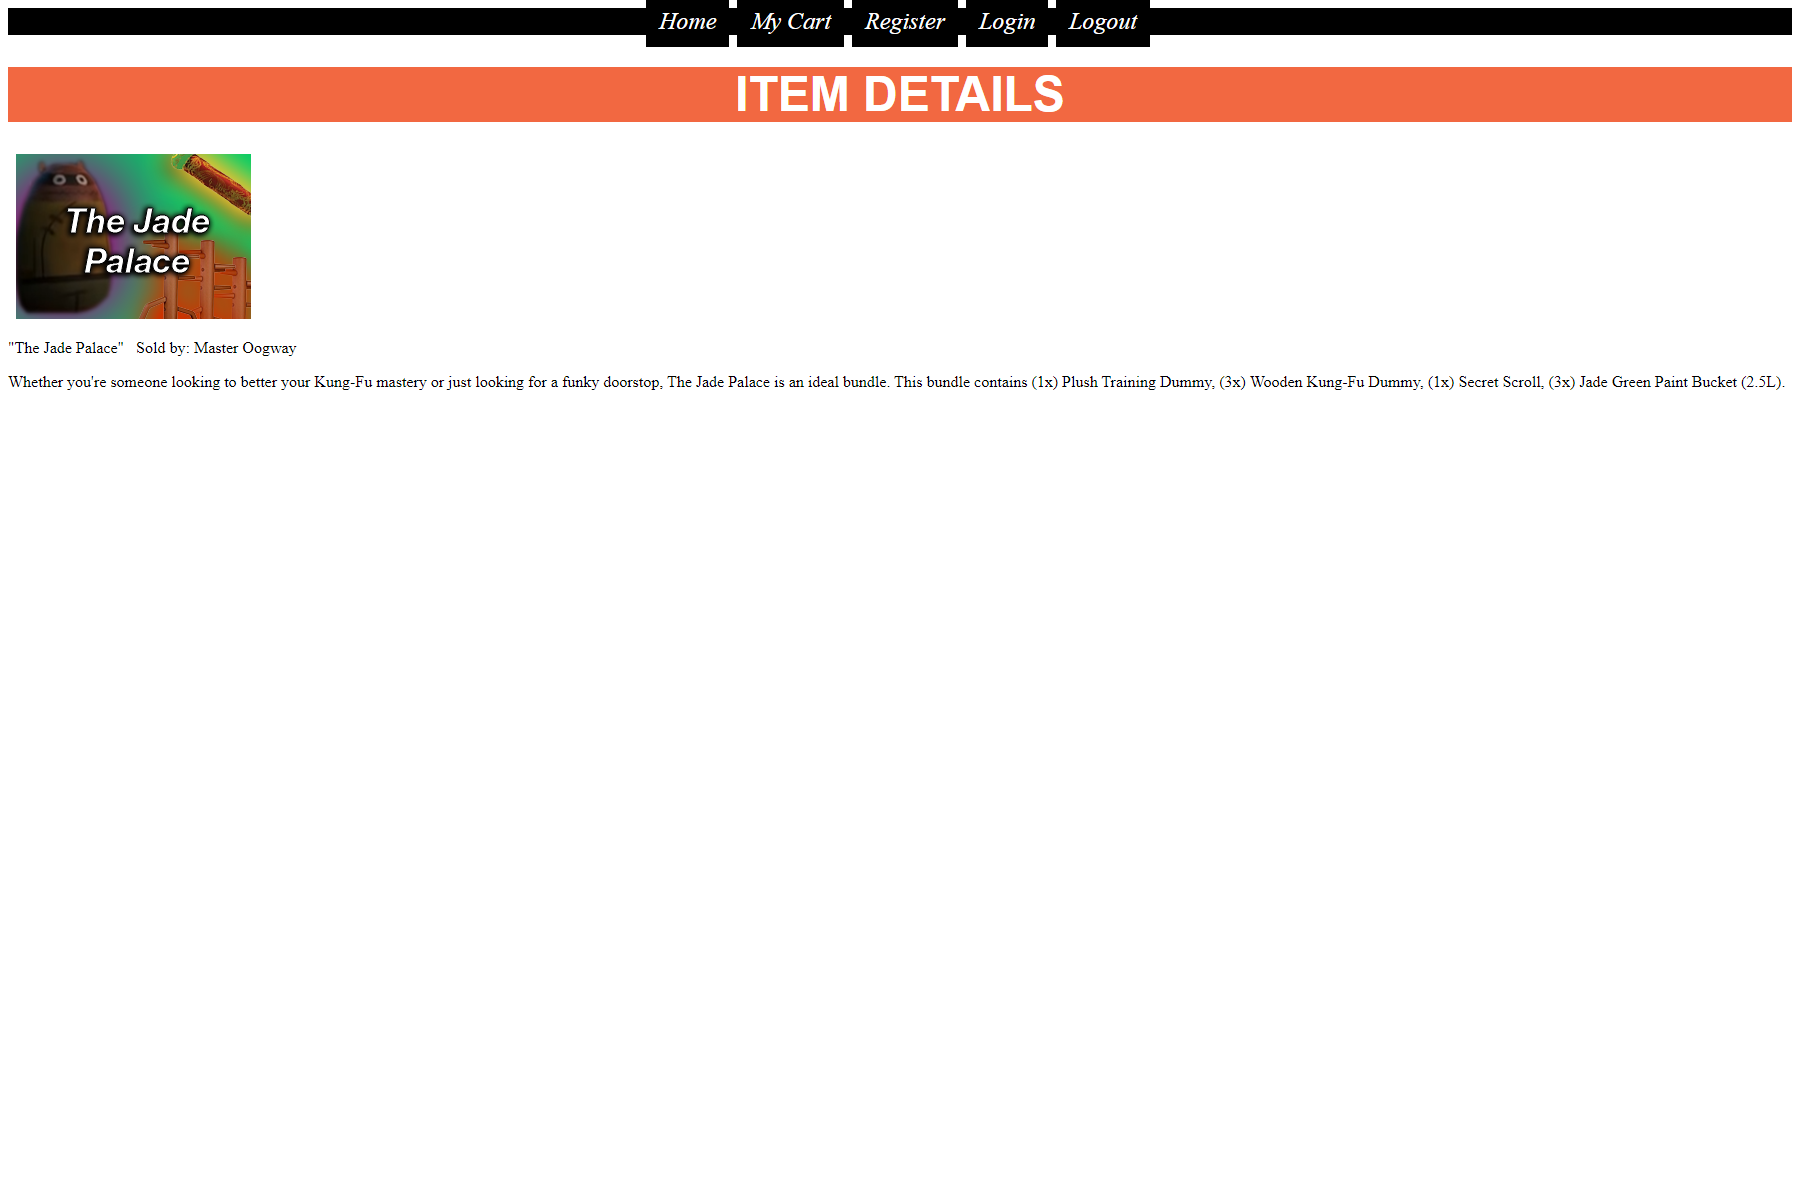 Home My Cart Register Login Logout
ITEM DETAILS
The Jade
Palace
"The Jade Palace"   Sold by: Master Oogway
Whether you're someone looking to better your Kung-Fu mastery or just looking for a funky doorstop, The Jade Palace is an ideal bundle. This bundle contains (1x) Plush Training Dummy, (3x) Wooden Kung-Fu Dummy, (1x) Secret Scroll, (3x) Jade Green Paint Bucket (2.5L).